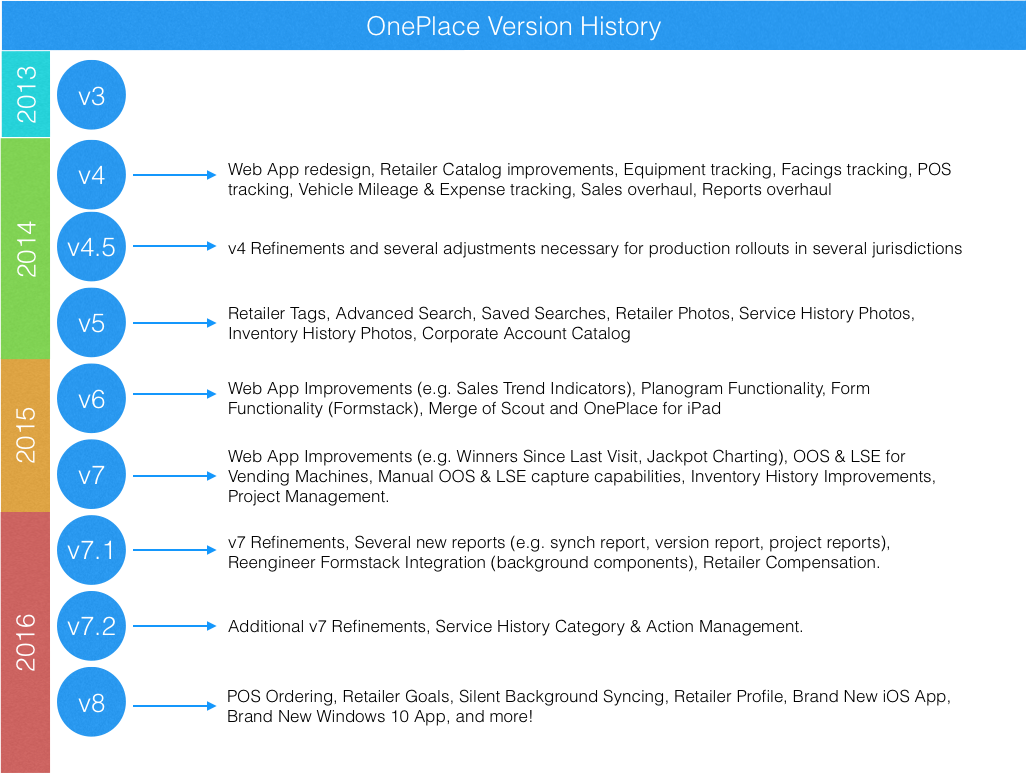 OnePlace Version History
2013
v3
2014
v4
Web App redesign, Retailer Catalog improvements, Equipment tracking, Facings tracking, POS
tracking, Vehicle Mileage & Expense tracking, Sales overhaul, Reports overhaul
v4.5
v4 Refinements and several adjustments necessary for production rollouts in several jurisdictions
v5
Retailer Tags, Advanced Search, Saved Searches, Retailer Photos, Service History Photos,
Inventory History Photos, Corporate Account Catalog
2015
v6
Web App Improvements (e.g. Sales Trend Indicators), Planogram Functionality, Form
Functionality (Formstack), Merge of Scout and OnePlace for iPad
v7
Web App Improvements (e.g. Winners Since Last Visit, Jackpot Charting), OOS & LSE for
Vending Machines, Manual OOS & LSE capture capabilities, Inventory History Improvements,
Project Management.
2016
v7.1
v7 Refinements, Several new reports (e.g. synch report, version report, project reports),
Reengineer Formstack Integration (background components), Retailer Compensation.
v7.2
Additional v7 Refinements, Service History Category & Action Management.
v8
POS Ordering, Retailer Goals, Silent Background Syncing, Retailer Profile, Brand New iOS App,
Brand New Windows 10 App, and more!